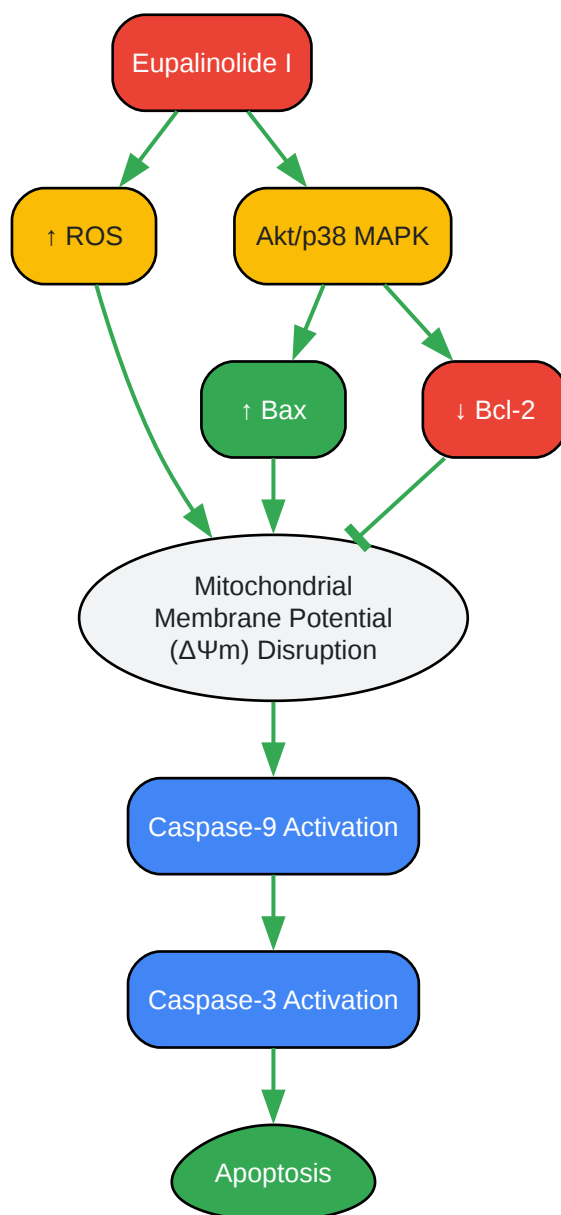 Eupalinolide I
↑ ROS
Akt/p38 MAPK
↑ Bax
↓ Bcl-2
Mitochondrial
Membrane Potential
(ΔΨm) Disruption
Caspase-9 Activation
Caspase-3 Activation
Apoptosis